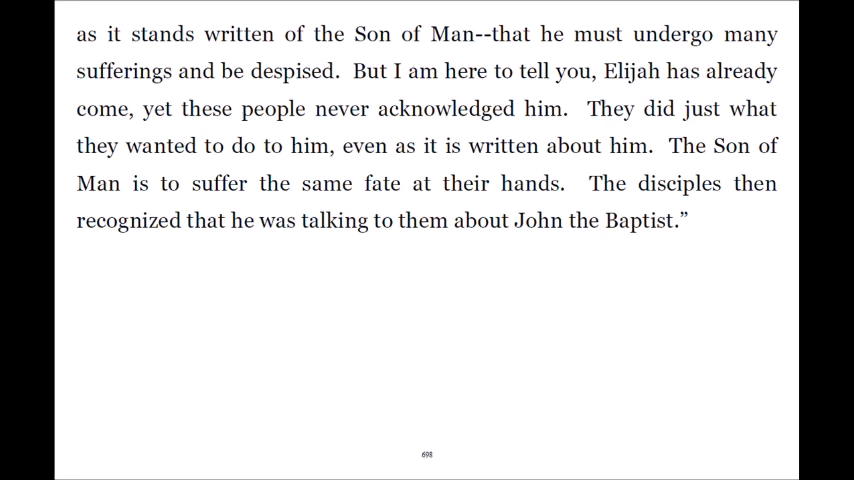 as it stands written of the Son of Man--that he must undergo many
sufferings and be despised.  But I am here to tell you, Elijah has already
come, yet these people never acknowledged him.  They did just what
they wanted to do to him, even as it is written about him.  The Son of
Man is to suffer the same fate at their hands.  The disciples then
recognized that he was talking to them about John the Baptist.”
698